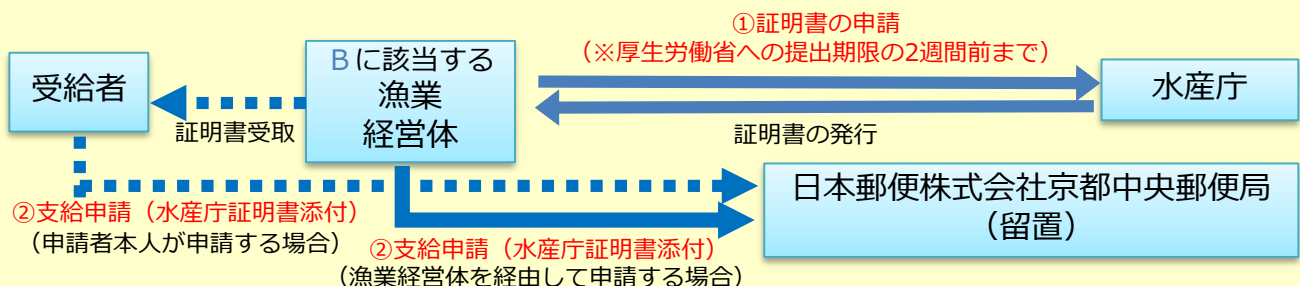 ①証明書の申請
（※厚生労働省への提出期限の2週間前まで）
受給者
Bに該当する
漁業
経営体
水産庁
証明書受取
証明書の発行
日本郵便株式会社京都中央郵便局
（留置）
②支給申請（水産庁証明書添付）
（申請者本人が申請する場合）
②支給申請（水産庁証明書添付）
（漁業経営体を経由して申請する場合）